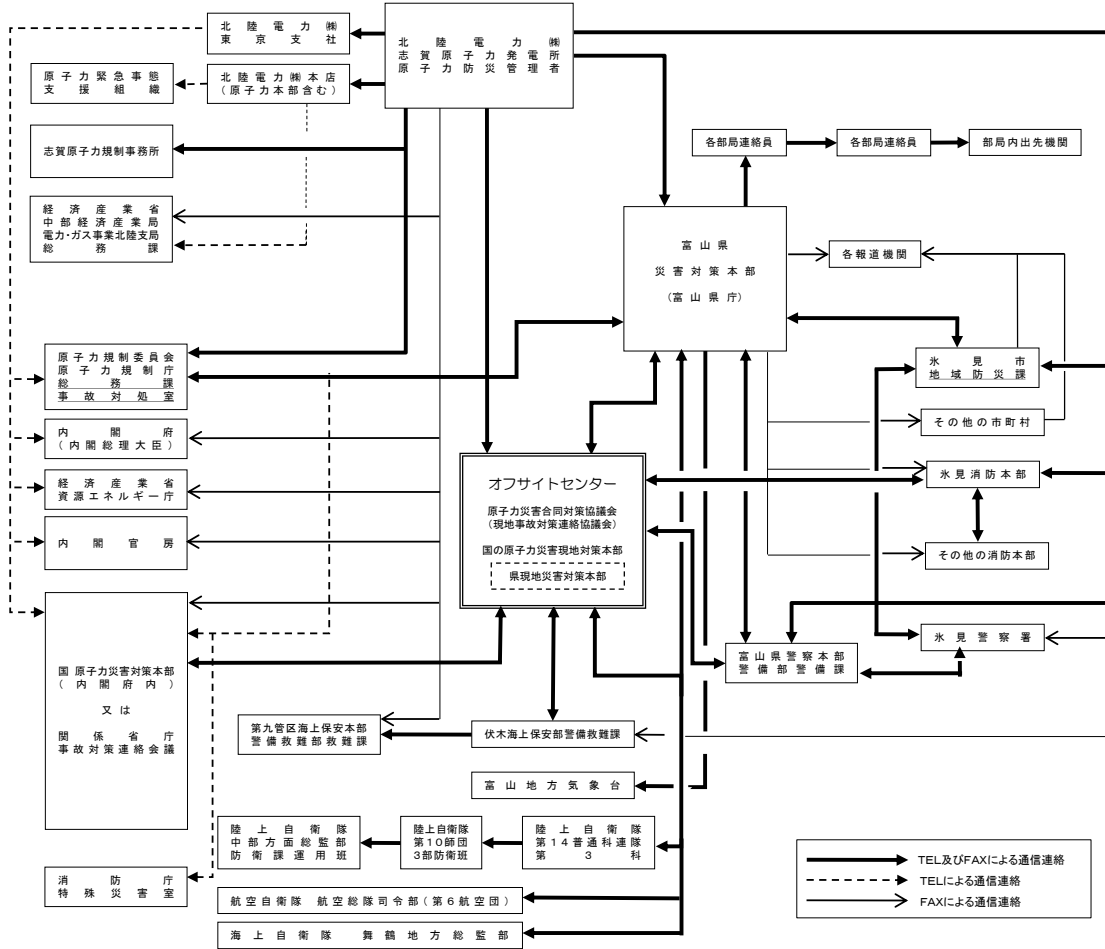 北陸電力㈱
東京支社
北陸電力㈱
志賀原子力発電所
原子力防災管理者
原子力緊急事態
支援組織
北陸電力㈱本店
(原子力本部含む)
志賀原子力規制事務所
各部局連絡員
各部局連絡員
部局内出先機関
経済産業省
中部経済産業局
電力・ガス事業北陸支局
総務課
富山県
災害対策本部
(富山県庁)
各報道機関
原子力規制委員会
原子力規制庁
総務課
事故対処室
氷見市
地域防災課
内閣府
(内閣総理大臣)
その他の市町村
経済産業省
資源エネルギー庁
オフサイトセンター
原子力災害合同対策協議会
(現地事故対策連絡協議会)
国の原子力災害現地対策本部
県現地災害対策本部
氷見消防本部
内閣官房
その他の消防本部
国 原子力災害対策本部
(内閣府内)
又は
関係省庁
事故対策連絡会議
富山県警察本部
警備部警備課
氷見警察署
第九管区海上保安本部
警備救難部救難課
伏木海上保安部警備救難課
富山地方気象台
陸上自衛隊
中部方面総監部
防衛課運用班
陸上自衛隊
第10師団
3部防衛班
陸上自衛隊
第14普通科連隊
第3科
消防庁
特殊災害室
航空自衛隊 航空総隊司令部(第6航空団)
海上自衛隊 舞鶴地方総監部
TEL及びFAXによる通信連絡
TELによる通信連絡
FAXによる通信連絡